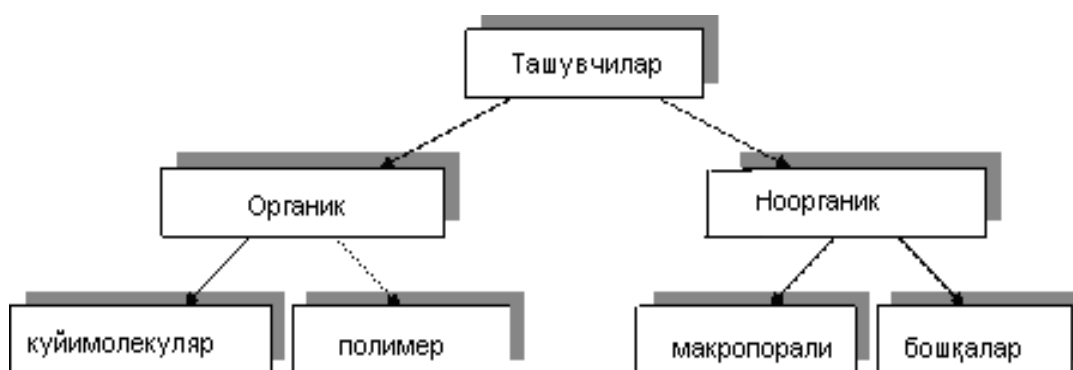 Ташувчилар
Органик
Ноорганик
куйимолекуляр
полимер
макропорали
бошқалар